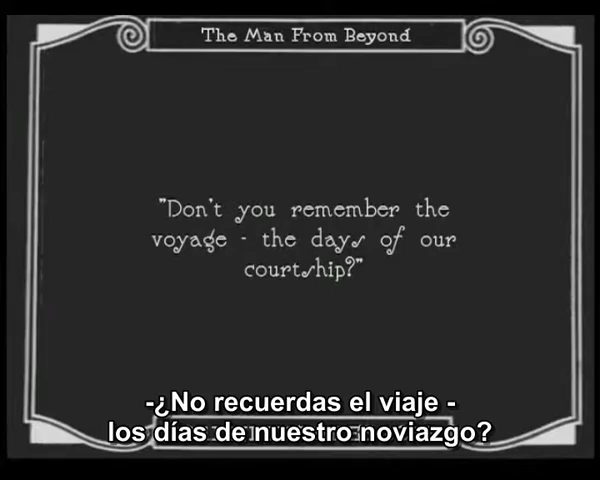 The Man From Beyond
"Don't you remember the
voyage - the days of our
courtship?"
-¿No recuerdas el viaje -
los días de nuestro noviazgo?